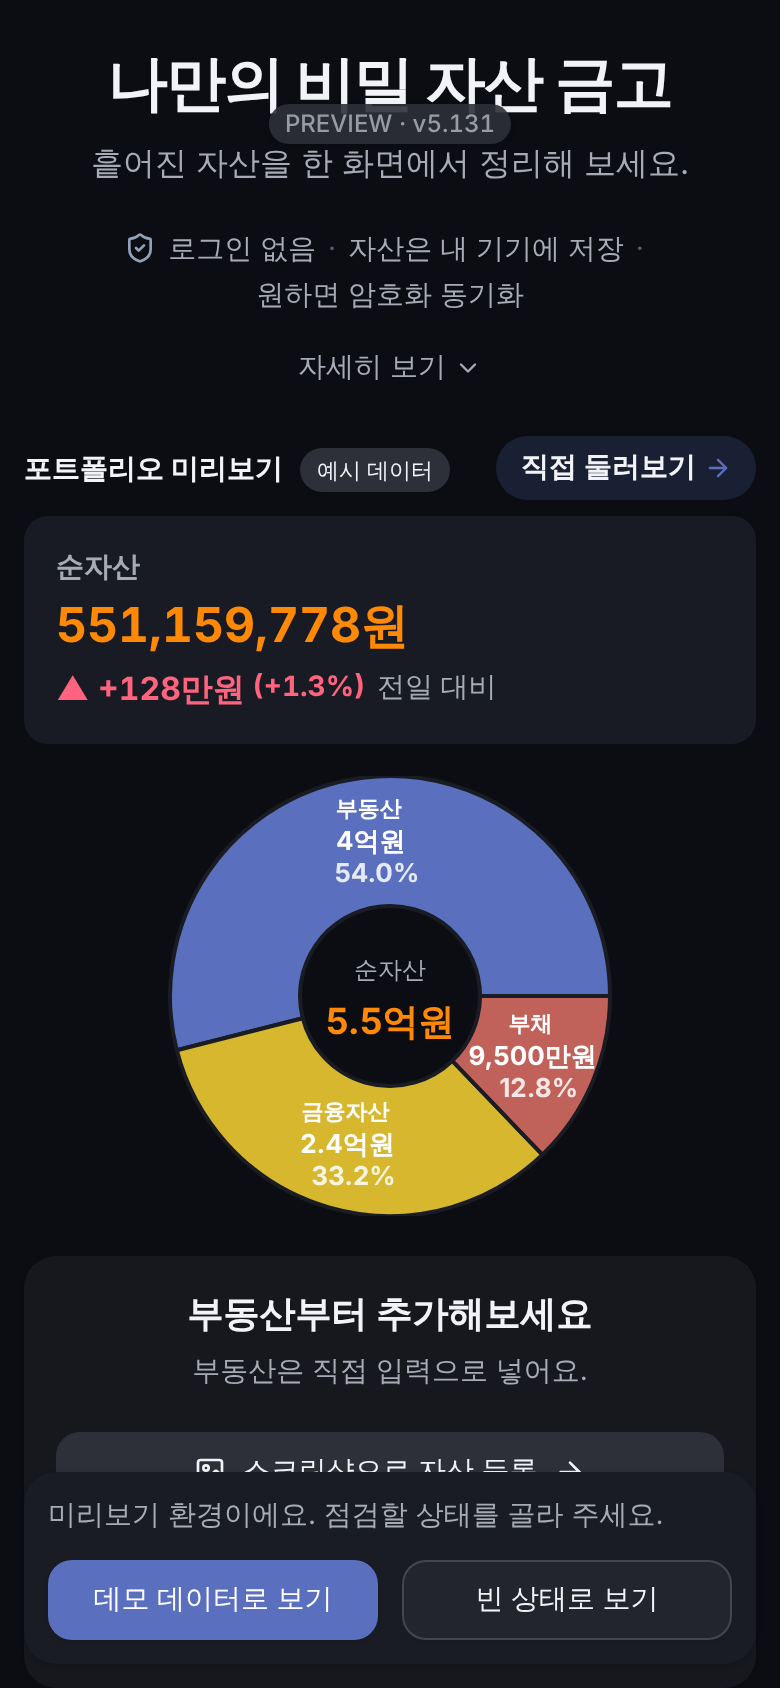 나만의 비밀 자산 금고
PREVIEW · v5.131
흩어진 자산을 한 화면에서 정리해 보세요.
로그인 없음 · 자산은 내 기기에 저장 ·
원하면 암호화 동기화
자세히 보기
포트폴리오 미리보기 예시 데이터 직접 둘러보기 →
순자산
551,159,778원
▲ +128만원 (+1.3%) 전일 대비
부동산
4억원
54.0%
순자산
5.5억원
부채
9,500만원
12.8%
금융자산
2.4억원
33.2%
부동산부터 추가해보세요
부동산은 직접 입력으로 넣어요.
스크린샷으로 자산 등록 →
미리보기 환경이에요. 점검할 상태를 골라 주세요.
데모 데이터로 보기 빈 상태로 보기